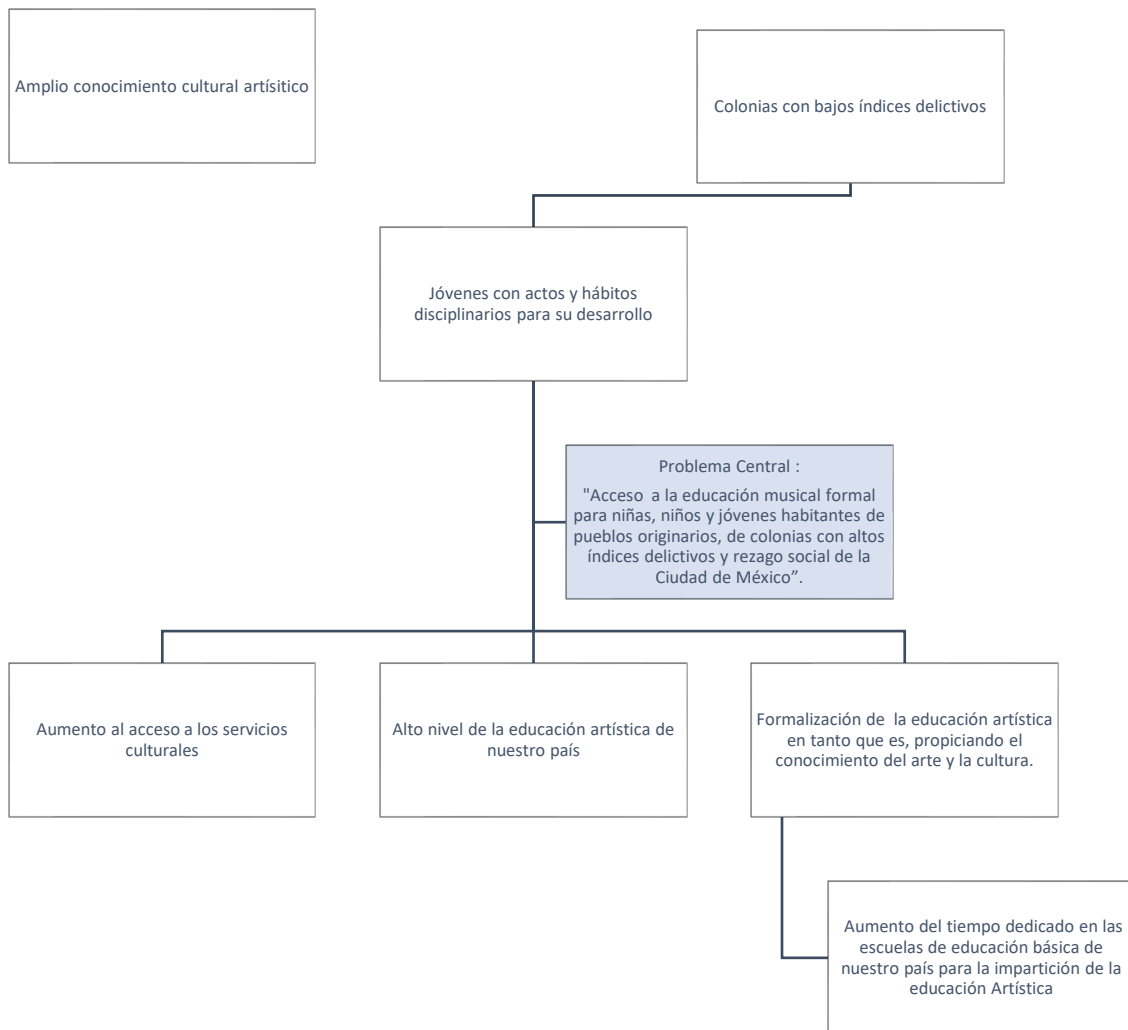 Amplio conocimiento cultural artísitico
Colonias con bajos índices delictivos
Jóvenes con actos y hábitos
disciplinarios para su desarrollo
Problema Central :
"Acceso a la educación musical formal
para niñas, niños y jóvenes habitantes de
pueblos originarios, de colonias con altos
índices delictivos y rezago social de la
Ciudad de México”.
Aumento al acceso a los servicios
culturales
Alto nivel de la educación artística de
nuestro país
Formalización de la educación artística
en tanto que es, propiciando el
conocimiento del arte y la cultura.
Aumento del tiempo dedicado en las
escuelas de educación básica de
nuestro país para la impartición de la
educación Artística